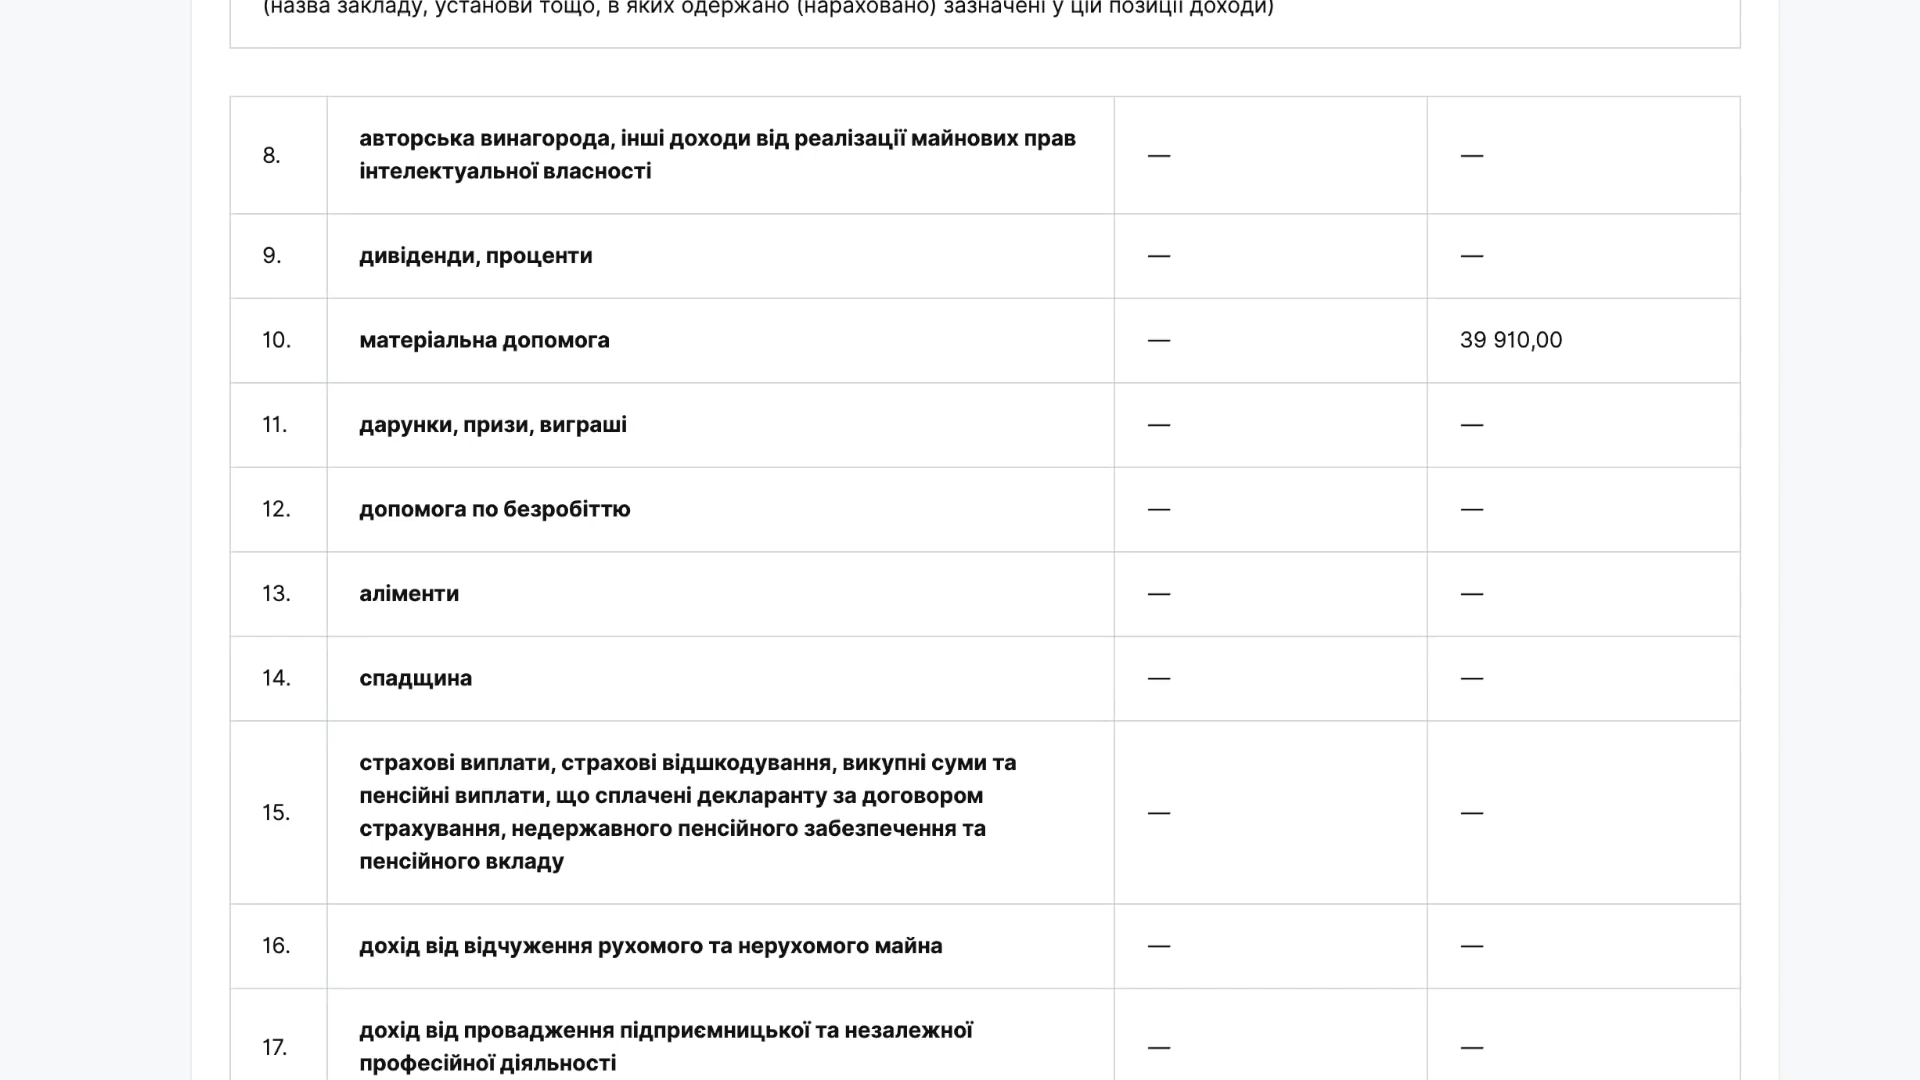 (назва закладу, установи тощо, в яких одержано (нараховано) зазначені у цій позиції доходи)
8.
авторська винагорода, інші доходи від реалізації майнових прав
інтелектуальної власності
—
—
9.
дивіденди, проценти
—
—
10.
матеріальна допомога
—
39 910,00
11.
дарунки, призи, виграші
—
—
12.
допомога по безробіттю
—
—
13.
аліменти
—
—
14.
спадщина
—
—
15.
страхові виплати, страхові відшкодування, викупні суми та
пенсійні виплати, що сплачені декларанту за договором
страхування, недержавного пенсійного забезпечення та
пенсійного вкладу
—
—
16.
дохід від відчуження рухомого та нерухомого майна
—
—
17.
дохід від провадження підприємницької та незалежної
професійної діяльності
—
—